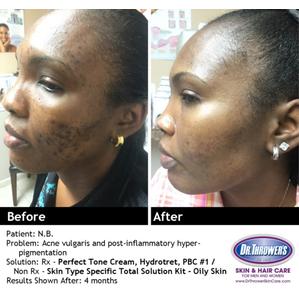 Before
After
Patient: N.B.
Problem: Acne vulgaris and post-inflammatory hyper-
pigmentation
Solution: Rx - Perfect Tone Cream, Hydrotret, PBC #1 /
Non Rx - Skin Type Specific Total Solution Kit - Oily Skin
Results Shown After: 4 months
DR.THROWER'S
SKIN & HAIR CARE
FOR MEN AND WOMEN
www.DrThrowerSkinCare.com